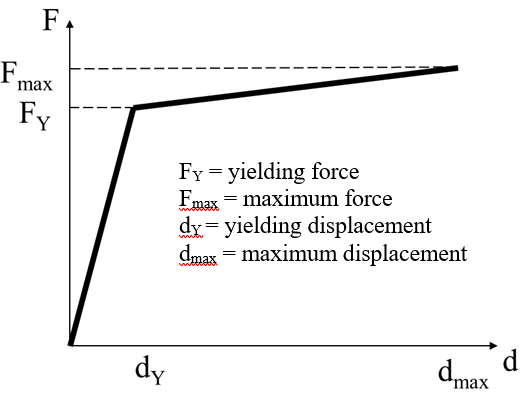 F
Fmax
FY
FY = yielding force
Fmax = maximum force
dY = yielding displacement
dmax = maximum displacement
dY
dmax
d